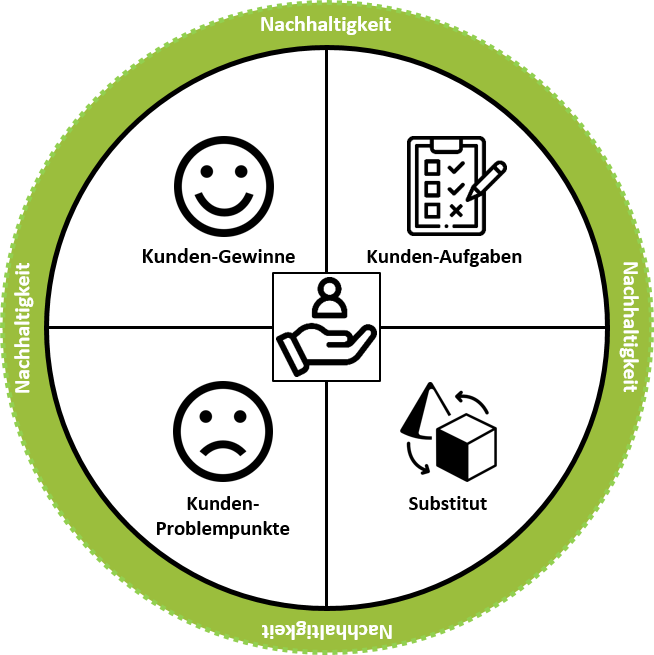 Nachhaltigkeit
Kunden-Gewinne
Kunden-Aufgaben
Nachhaltigkeit
Nachhaltigkeit
Kunden-
Problempunkte
Substitut
Nachhaltigkeit